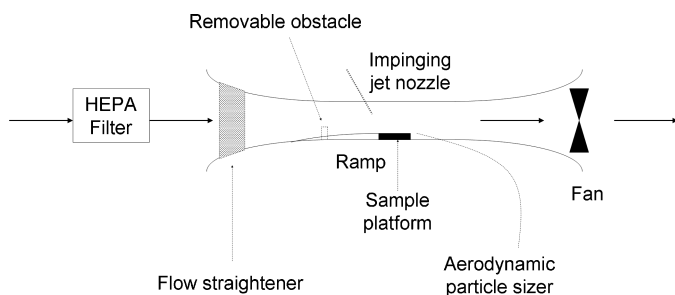 Removable obstacle
Impinging
jet nozzle
HEPA
Filter
Ramp
Sample
platform
Fan
Flow straightener
Aerodynamic
particle sizer